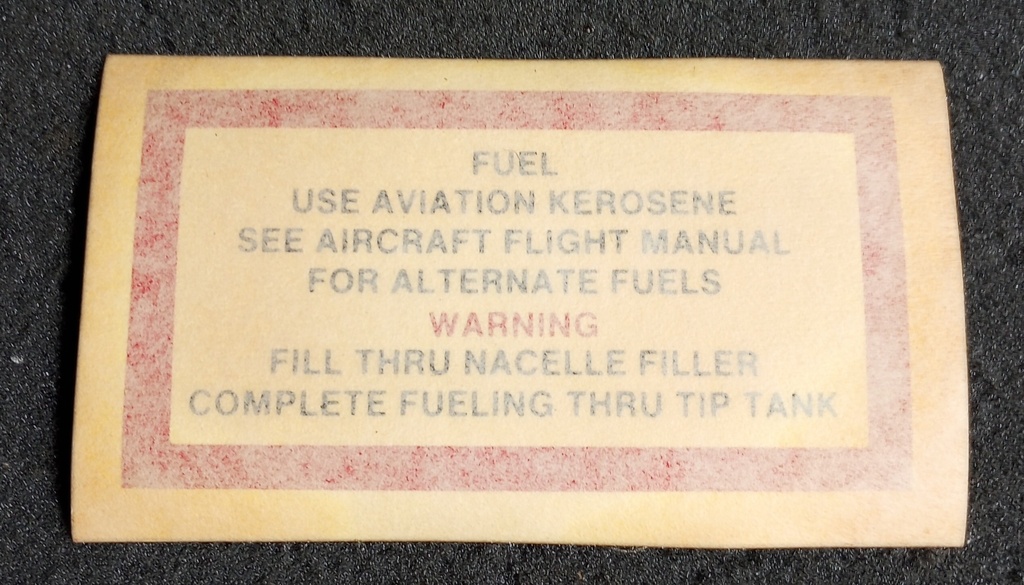 FUEL
USE AVIATION KEROSENE
SEE AIRCRAFT FLIGHT MANUAL
FOR ALTERNATE FUELS
WARNING
FILL THRU NACELLE FILLER
COMPLETE FUELING THRU TIP TANK